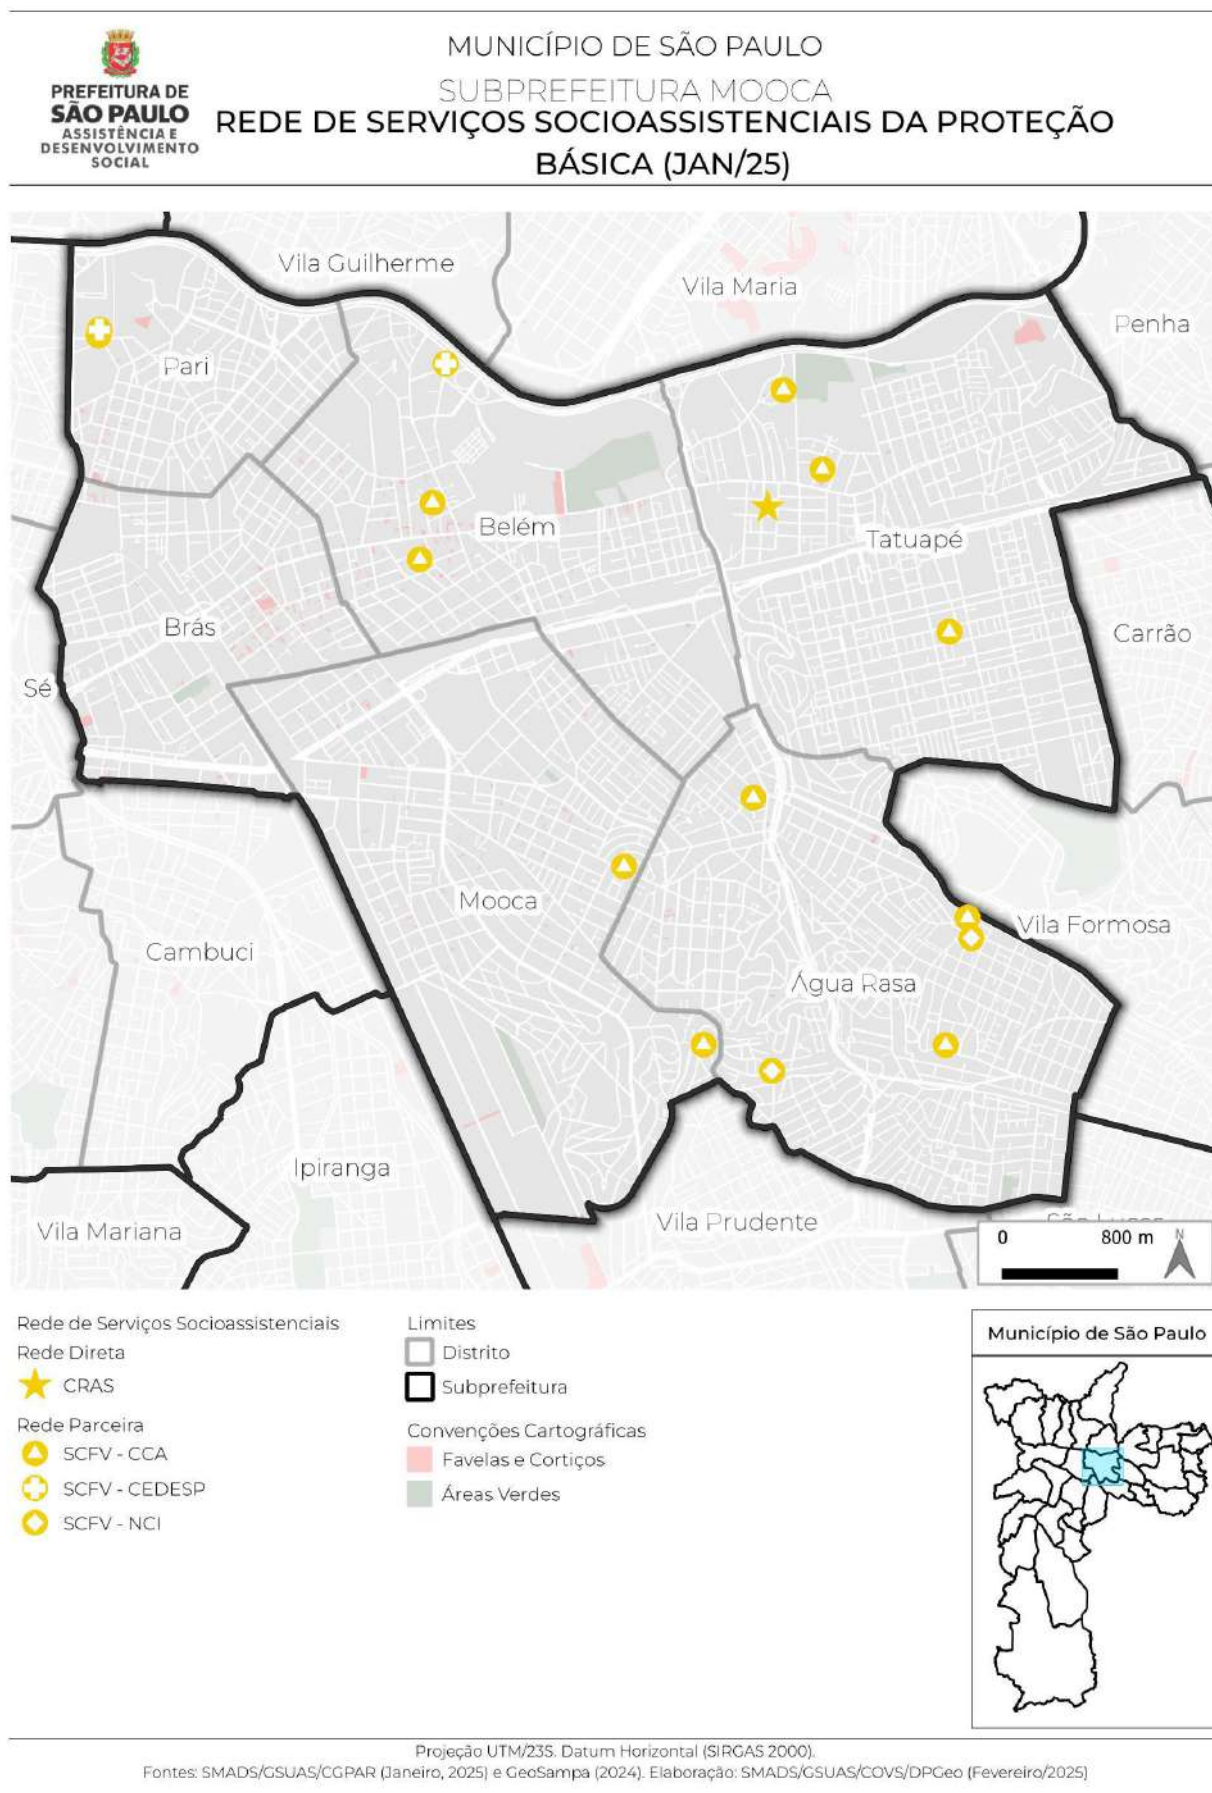 PREFEITURA DE
SÃO PAULO
ASSISTÊNCIA E
DESENVOLVIMENTO
SOCIAL
MUNICÍPIO DE SÃO PAULO
SUBPREFEITURA MOOCA
REDE DE SERVIÇOS SOCIOASSISTENCIAIS DA PROTEÇÃO
BÁSICA (JAN/25)
Vila Guilherme
Vila Maria
Penha
Pari
Belém
Tatuapé
Brás
Carrão
Sé
Mooca
Vila Formosa
Cambuci
Água Rasa
Ipiranga
Vila Mariana
Vila Prudente
0 800 m N
Rede de Serviços Socioassistenciais
Rede Direta
CRAS
Rede Parceira
SCFV - CCA
SCFV - CEDESP
SCFV - NCI
Limites
Distrito
Subprefeitura
Convenções Cartográficas
Favelas e Cortiços
Áreas Verdes
Município de São Paulo
Projeção UTM/23S. Datum Horizontal (SIRGAS 2000).
Fontes: SMADS/GSUAS/CGPAR (Janeiro, 2025) e GeoSampa (2024). Elaboração: SMADS/GSUAS/COVS/DPGeo (Fevereiro/2025)